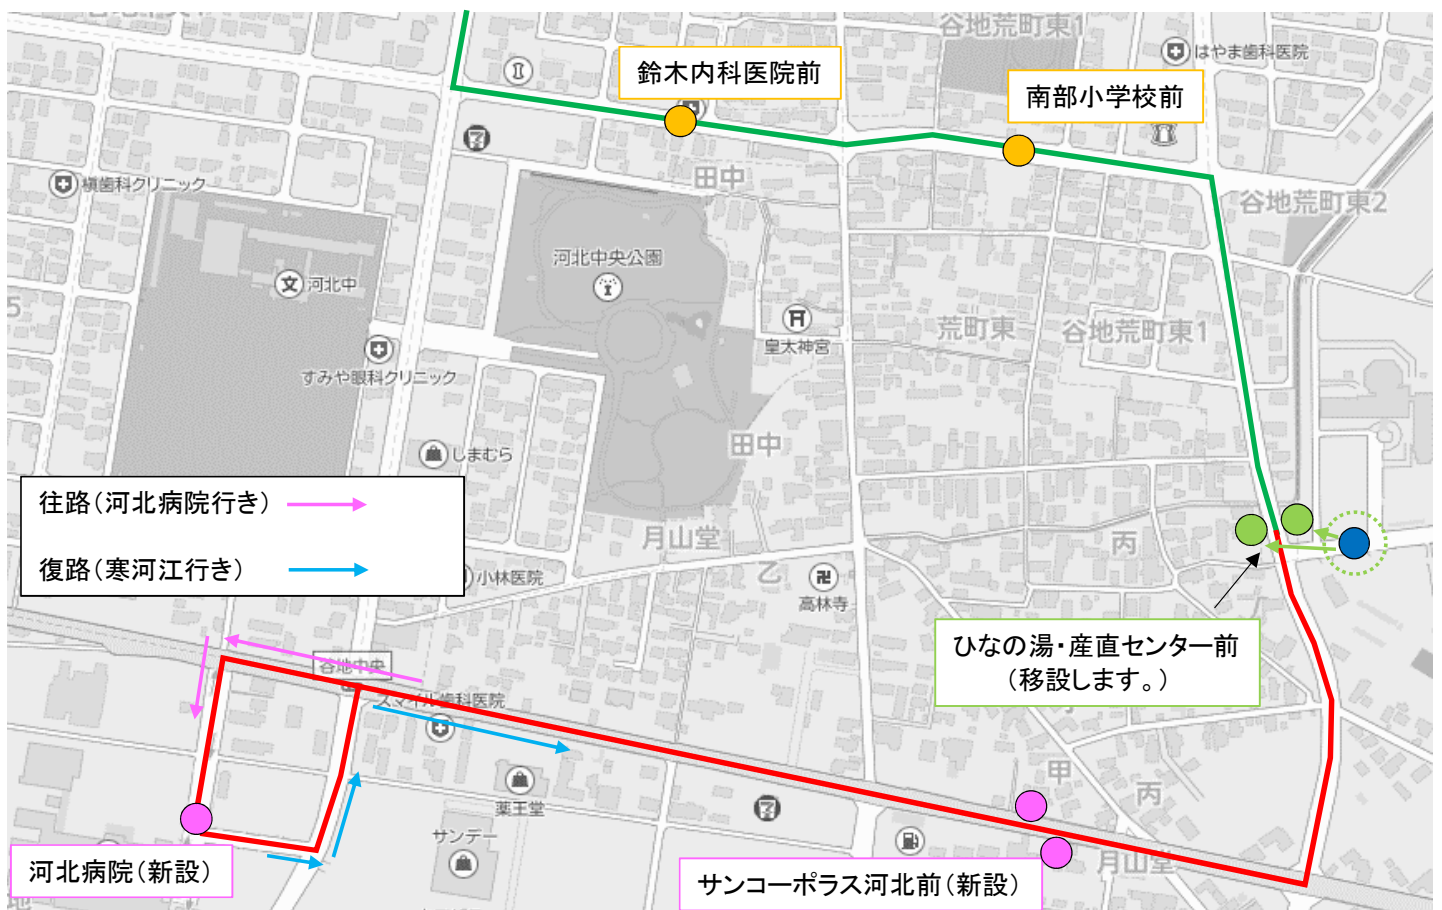 谷地荒町東1
はやま歯科医院
鈴木内科医院前
南部小学校前
槇歯科クリニック
田中
谷地荒町東2
河北中央公園
河北中
5
皇太神宮
荒町東
谷地荒町東1
すみや眼科クリニック
しまむら
田中
往路(河北病院行き)
復路(寒河江行き)
月山堂
丙
小林医院
乙
卍
高林寺
ひなの湯・産直センター前
(移設します。)
谷地中央
スマイル歯科医院
甲
丙
薬王堂
サンデー
河北病院(新設)
サンコーポラス河北前(新設)
月山堂
地